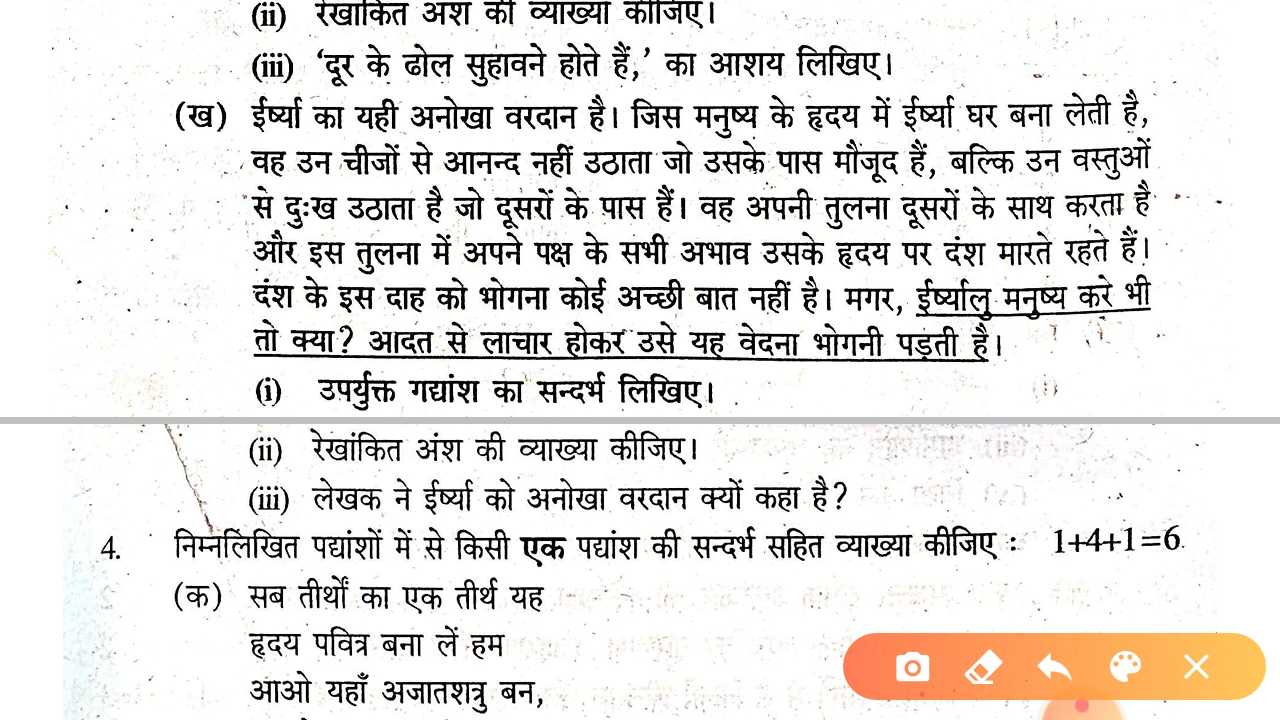 (ii) रेखांकित अंश की व्याख्या कीजिए।
(iii) ‘दूर के ढोल सुहावने होते हैं,’ का आशय लिखिए।
(ख) ईर्ष्या का यही अनोखा वरदान है। जिस मनुष्य के हृदय में ईर्ष्या घर बना लेती है,
वह उन चीजों से आनन्द नहीं उठाता जो उसके पास मौजूद हैं, बल्कि उन वस्तुओं
से दुःख उठाता है जो दूसरों के पास हैं। वह अपनी तुलना दूसरों के साथ करता है
और इस तुलना में अपने पक्ष के सभी अभाव उसके हृदय पर दंश मारते रहते हैं।
दंश के इस दाह को भोगना कोई अच्छी बात नहीं है। मगर, ईर्ष्यालु मनुष्य करे भी
तो क्या? आदत से लाचार होकर उसे यह वेदना भोगनी पड़ती है।
(i) उपर्युक्त गद्यांश का सन्दर्भ लिखिए।
(ii) रेखांकित अंश की व्याख्या कीजिए।
(iii) लेखक ने ईर्ष्या को अनोखा वरदान क्यों कहा है?
4. निम्नलिखित पद्यांशों में से किसी एक पद्यांश की सन्दर्भ सहित व्याख्या कीजिए : 1+4+1=6
(क) सब तीर्थों का एक तीर्थ यह
हृदय पवित्र बना लें हम
आओ यहाँ अजातशत्रु बन,